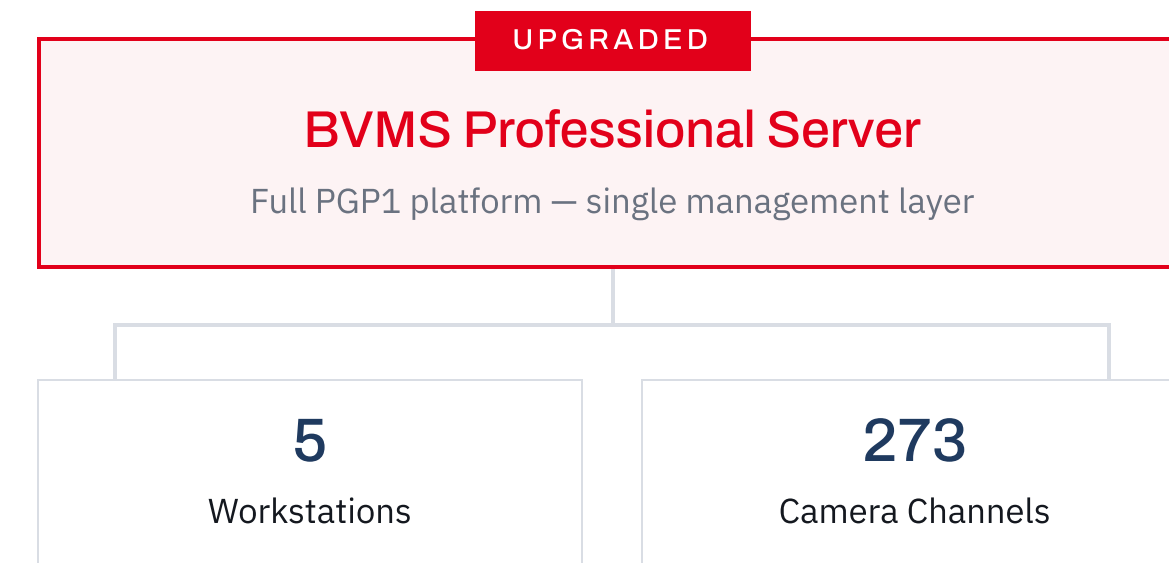 UPGRADED
BVMS Professional Server
Full PGP1 platform — single management layer
5
Workstations
273
Camera Channels